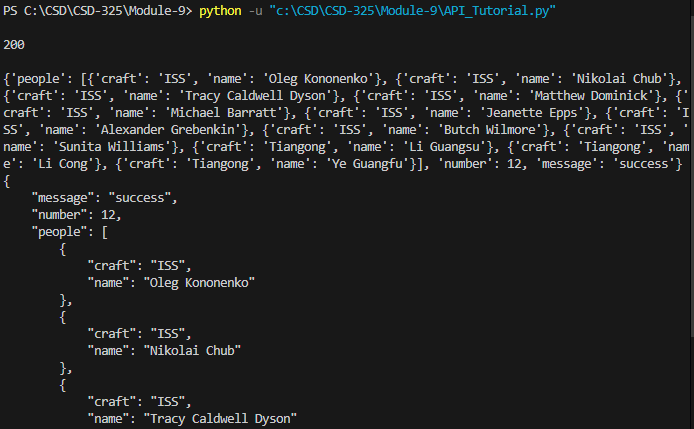 PS C:\CSD\CSD-325\Module-9> python -u "c:\CSD\CSD-325\Module-9\API_Tutorial.py"
200
{'people': [{'craft': 'ISS', 'name': 'Oleg Kononenko'}, {'craft': 'ISS', 'name': 'Nikolai Chub'},
{'craft': 'ISS', 'name': 'Tracy Caldwell Dyson'}, {'craft': 'ISS', 'name': 'Matthew Dominick'}, {'
craft': 'ISS', 'name': 'Michael Barratt'}, {'craft': 'ISS', 'name': 'Jeanette Epps'}, {'craft': 'I
SS', 'name': 'Alexander Grebenkin'}, {'craft': 'ISS', 'name': 'Butch Wilmore'}, {'craft': 'ISS', '
name': 'Sunita Williams'}, {'craft': 'Tiangong', 'name': 'Li Guangsu'}, {'craft': 'Tiangong', 'nam
e': 'Li Cong'}, {'craft': 'Tiangong', 'name': 'Ye Guangfu'}], 'number': 12, 'message': 'success'}
{
    "message": "success",
    "number": 12,
    "people": [
        {
            "craft": "ISS",
            "name": "Oleg Kononenko"
        },
        {
            "craft": "ISS",
            "name": "Nikolai Chub"
        },
        {
            "craft": "ISS",
            "name": "Tracy Caldwell Dyson"